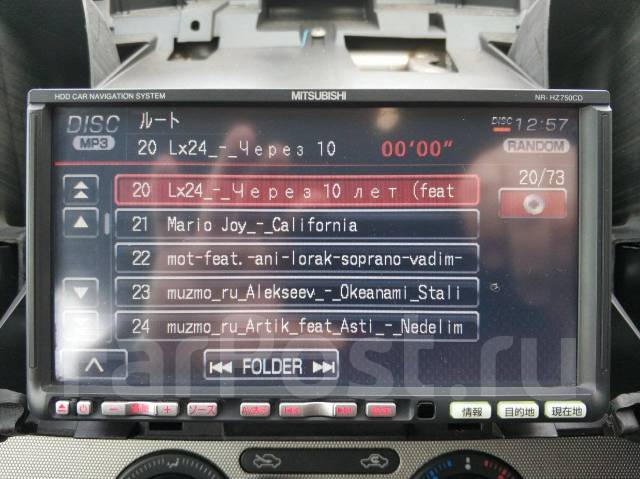 HDD CAR NAVIGATION SYSTEM
MITSUBISHI
NR-HZ750CD
DISC
MP3
ルート
DISC 12:57
20 Lx24_-_Через 10
00'00"
RANDOM
20 Lx24_-_Через 10 лет (feat
20/73
21 Mario Joy_-_California
22 mot-feat.-ani-lorak-soprano-vadim-
23 muzmo_ru_Alekseev_-_Okeanami_Stali
24 muzmo_ru_Artik_feat_Asti_-_Nedelim
FOLDER
ソース
情報
目的地
現在地